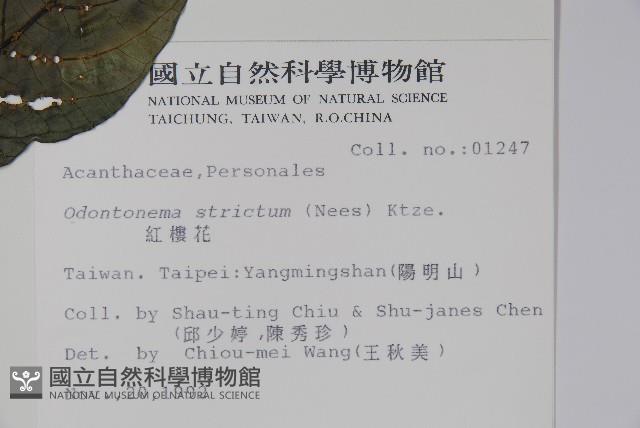 國立自然科學博物館
NATIONAL MUSEUM OF NATURAL SCIENCE
TAICHUNG, TAIWAN, R.O.CHINA
Coll. no.:01247
Acanthaceae,Personales
Odontonema strictum (Nees) Ktze.
紅樓花
Taiwan. Taipei:Yangmingshan(陽明山)
Coll. by Shau-ting Chiu & Shu-janes Chen
(邱少婷,陳秀珍)
Det. by Chiou-mei Wang(王秋美)
國立自然科學博物館
NATIONAL MUSEUM OF NATURAL SCIENCE